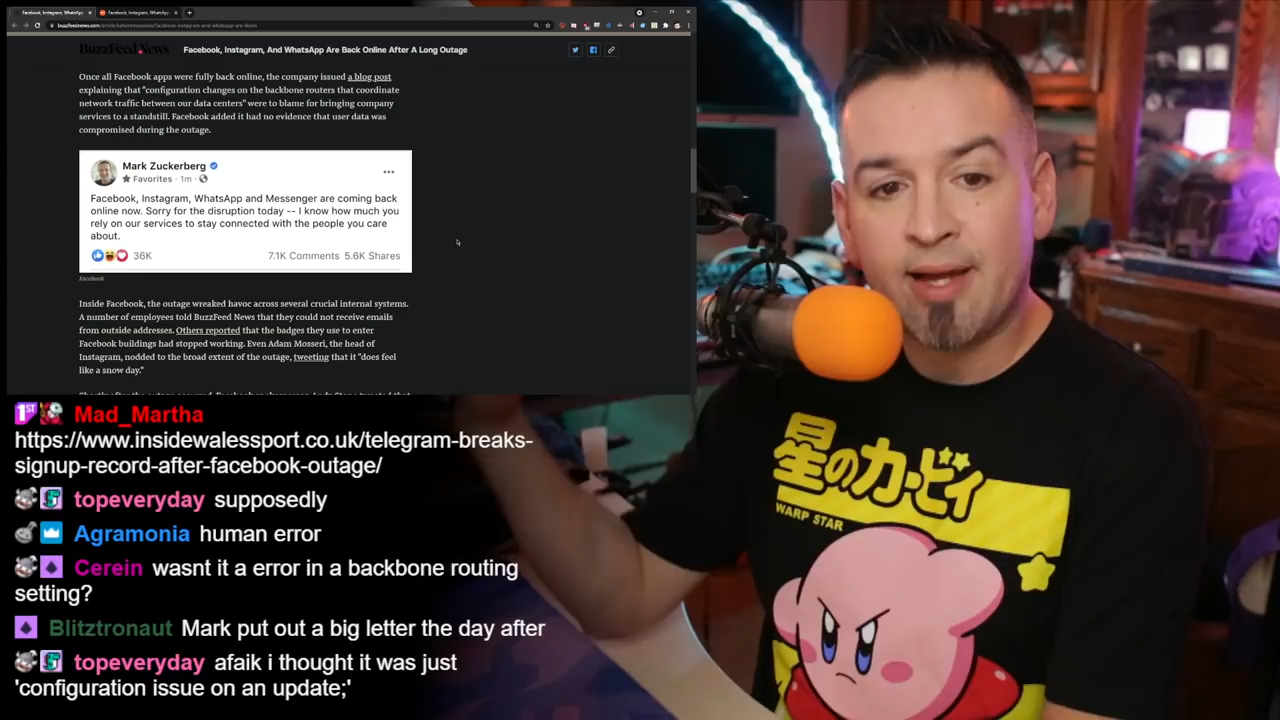 Facebook, Instagram, WhatsApp
Facebook, Instagram, WhatsApp
BuzzFeed News
Facebook, Instagram, And WhatsApp Are Back Online After A Long Outage
Once all Facebook apps were fully back online, the company issued a blog post
explaining that "configuration changes on the backbone routers that coordinate
network traffic between our data centers" were to blame for bringing company
services to a standstill. Facebook added it had no evidence that user data was
compromised during the outage.
Mark Zuckerberg
Favorites · 1m ·
Facebook, Instagram, WhatsApp and Messenger are coming back
online now. Sorry for the disruption today -- I know how much you
rely on our services to stay connected with the people you care
about.
36K 7.1K Comments 5.6K Shares
Facebook
Inside Facebook, the outage wreaked havoc across several crucial internal systems.
A number of employees told BuzzFeed News that they could not receive emails
from outside addresses. Others reported that the badges they use to enter
Facebook buildings had stopped working. Even Adam Mosseri, the head of
Instagram, nodded to the broad extent of the outage, tweeting that it "does feel
like a snow day."
1ST Mad_Martha
https://www.insidewalessport.co.uk/telegram-breaks-
signup-record-after-facebook-outage/
topeveryday supposedly
Agramonia human error
Cerein wasnt it a error in a backbone routing
setting?
Blitztronaut Mark put out a big letter the day after
topeveryday afaik i thought it was just
'configuration issue on an update;'
星のカービィ
WARP STAR